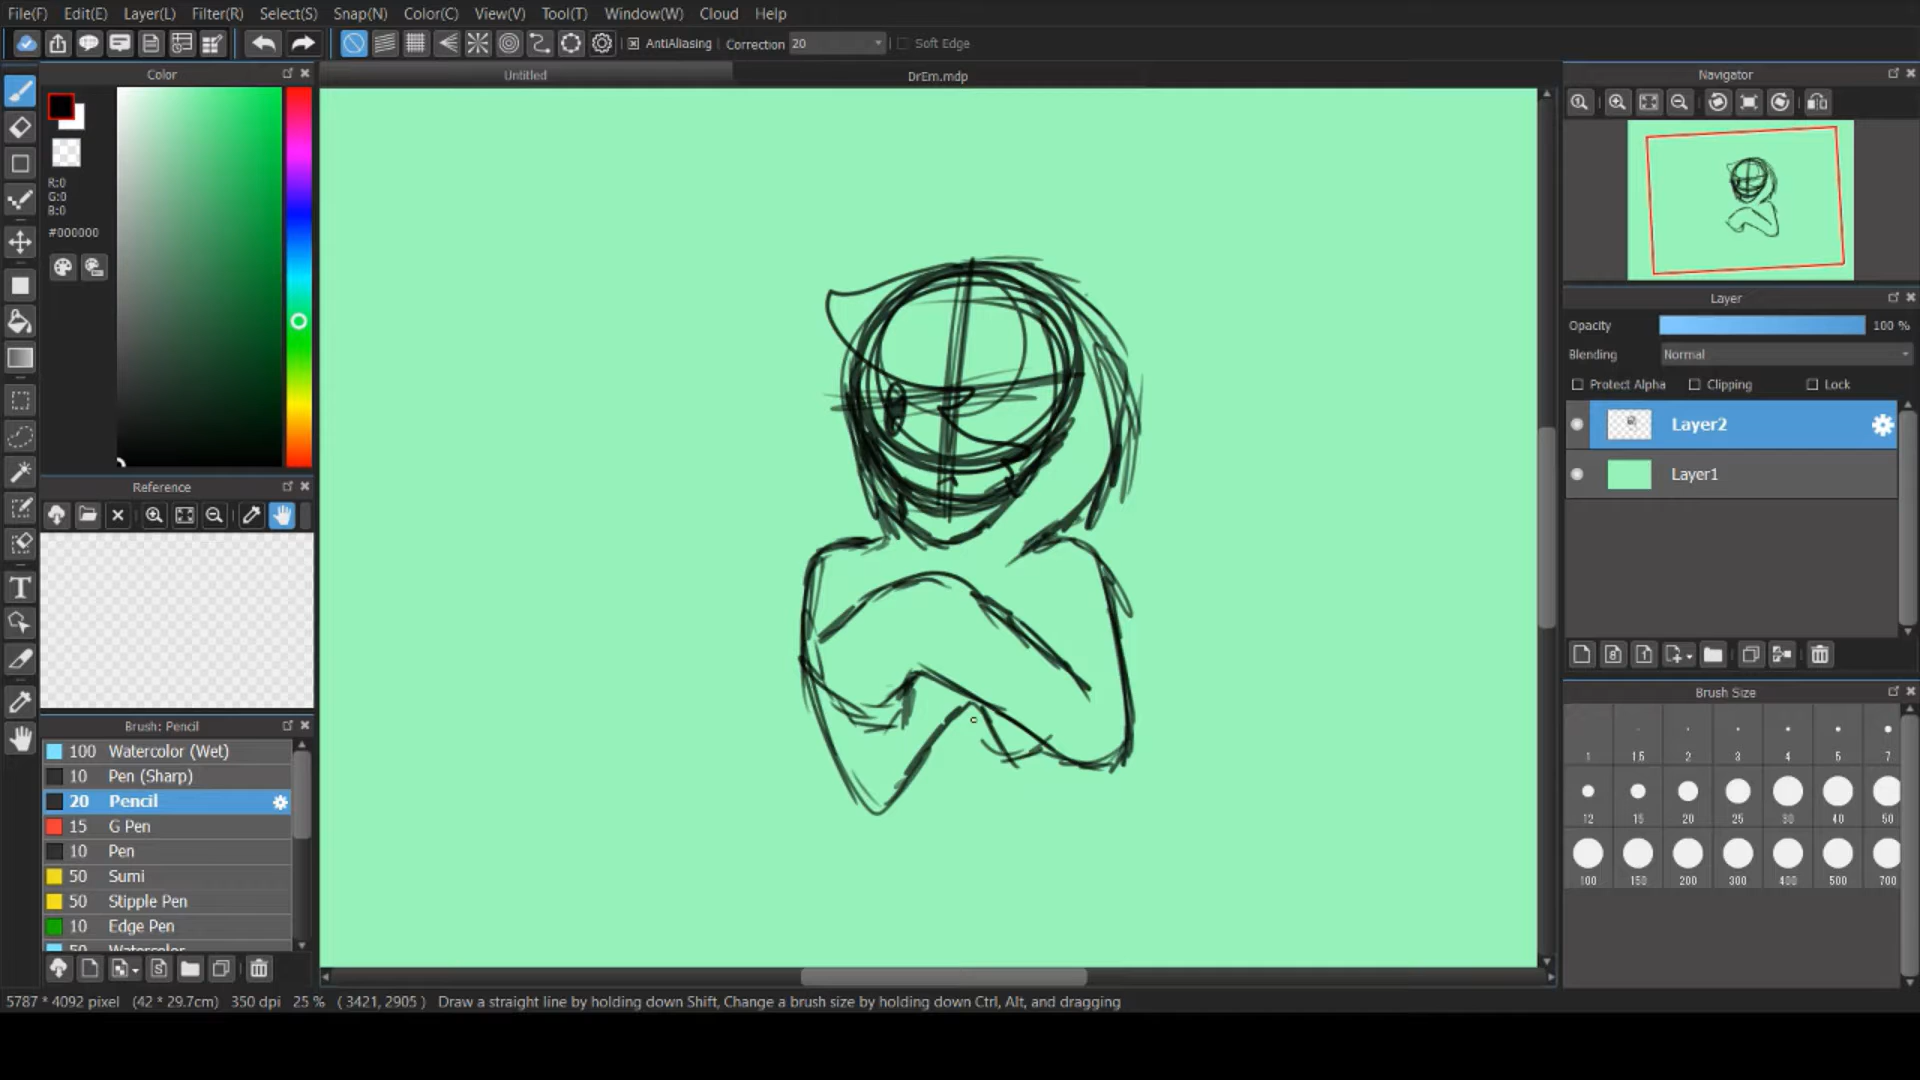 File(F) Edit(E) Layer(L) Filter(R) Select(S) Snap(N) Color(C) View(V) Tool(T) Window(W) Cloud Help
AntiAliasing Correction 20 Soft Edge
Color
Untitled
DrEm.mdp
Navigator
R:0
G:0
B:0
#000000
Layer
Opacity 100 %
Blending Normal
Protect Alpha Clipping Lock
Layer2
Layer1
Reference
Brush Size
1 1.5 2 3 4 5 7
12 15 20 25 30 40 50
100 150 200 300 400 500 700
Brush: Pencil
100 Watercolor (Wet)
10 Pen (Sharp)
20 Pencil
15 G Pen
10 Pen
50 Sumi
50 Stipple Pen
10 Edge Pen
50 Watercolor
5787 * 4092 pixel (42 * 29.7cm) 350 dpi 25 % ( 3421, 2905 ) Draw a straight line by holding down Shift, Change a brush size by holding down Ctrl, Alt, and dragging